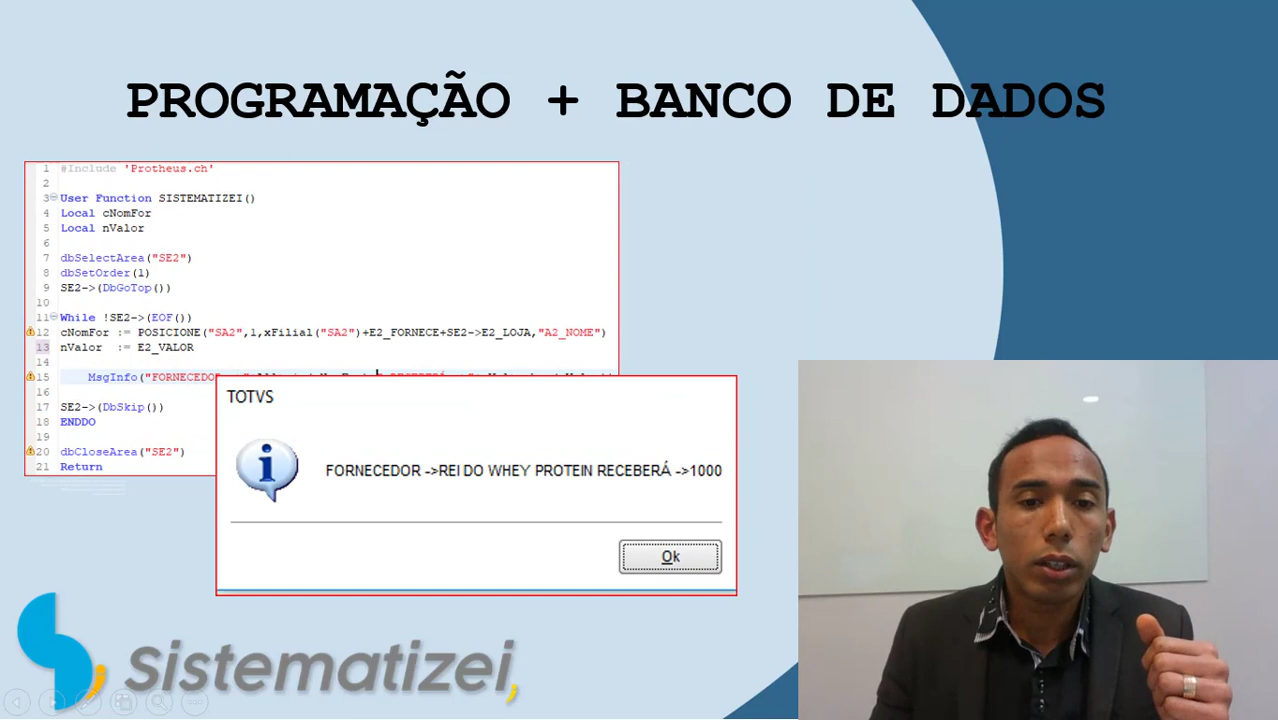 PROGRAMAÇÃO + BANCO DE DADOS
1 #Include 'Protheus.ch'
2
3 User Function SISTEMATIZEI()
4 Local cNomFor
5 Local nValor
6
7 dbSelectArea("SE2")
8 dbSetOrder(1)
9 SE2->(DbGoTop())
10
11 While !SE2->(EOF())
12 cNomFor := POSICIONE("SA2",1,xFilial("SA2")+E2_FORNECE+SE2->E2_LOJA,"A2_NOME")
13 nValor := E2_VALOR
14
15 MsgInfo("FORNECEDOR
16
17 SE2->(DbSkip())
18 ENDDO
19
20 dbCloseArea("SE2")
21 Return
TOTVS
FORNECEDOR ->REI DO WHEY PROTEIN RECEBERÁ ->1000
Ok
Sistematizei,